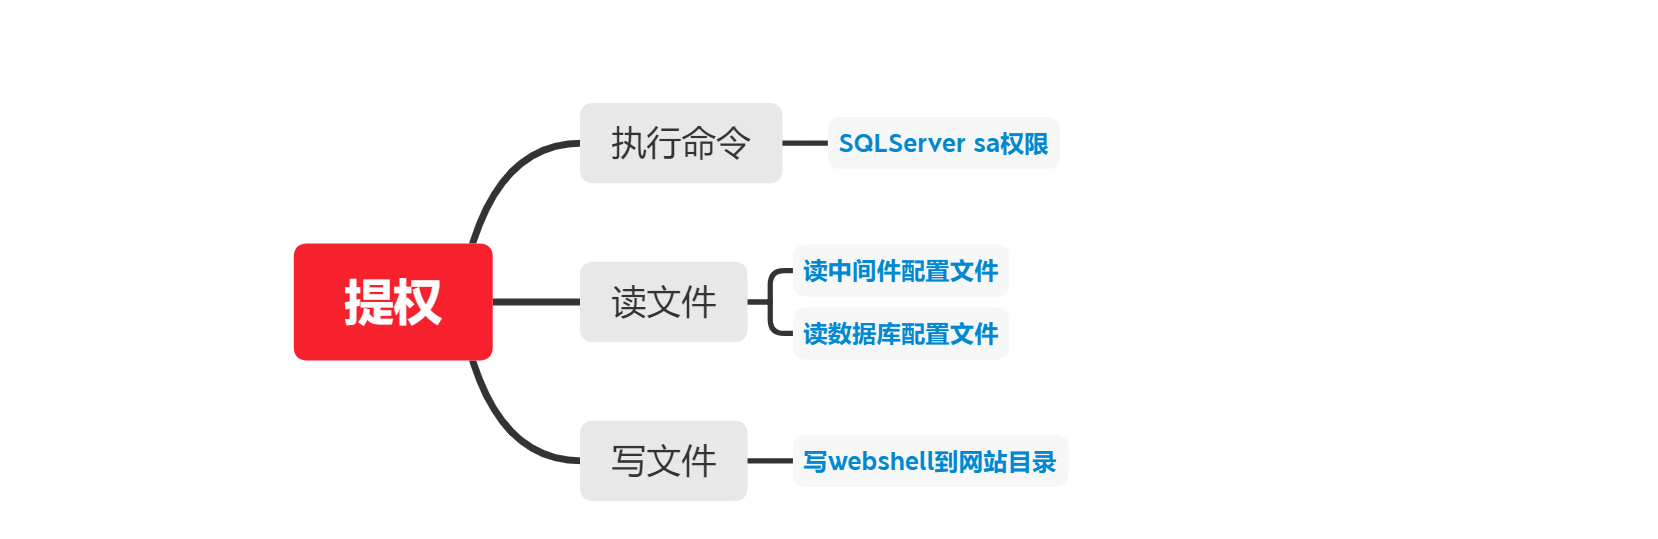 提权
执行命令
SQLServer sa权限
读文件
读中间件配置文件
读数据库配置文件
写文件
写webshell到网站目录